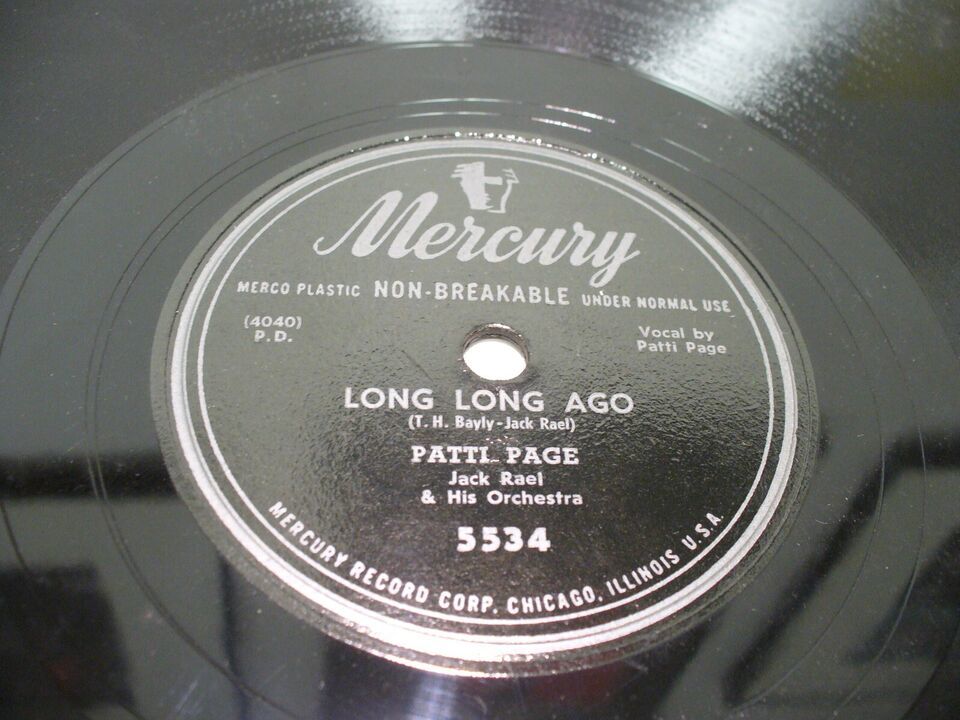 Mercury
MERCO PLASTIC NON-BREAKABLE UNDER NORMAL USE
(4040)
P.D.
Vocal by
Patti Page
LONG LONG AGO
(T. H. Bayly-Jack Rael)
PATTI PAGE
Jack Rael
& His Orchestra
5534
MERCURY RECORD CORP. CHICAGO, ILLINOIS U.S.A.